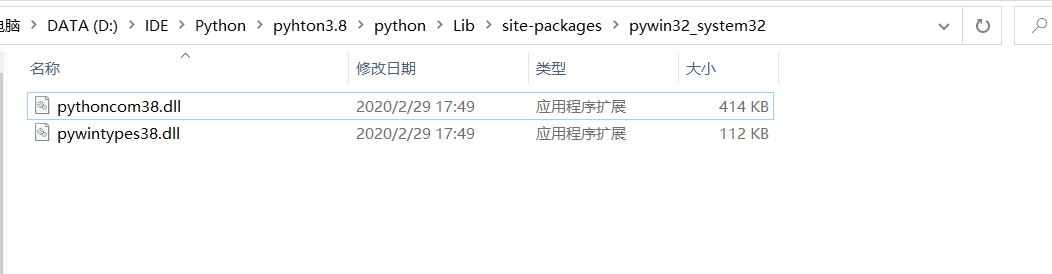 电脑 > DATA (D:) > IDE > Python > pyhton3.8 > python > Lib > site-packages > pywin32_system32
名称 修改日期 类型 大小
pythoncom38.dll 2020/2/29 17:49 应用程序扩展 414 KB
pywintypes38.dll 2020/2/29 17:49 应用程序扩展 112 KB